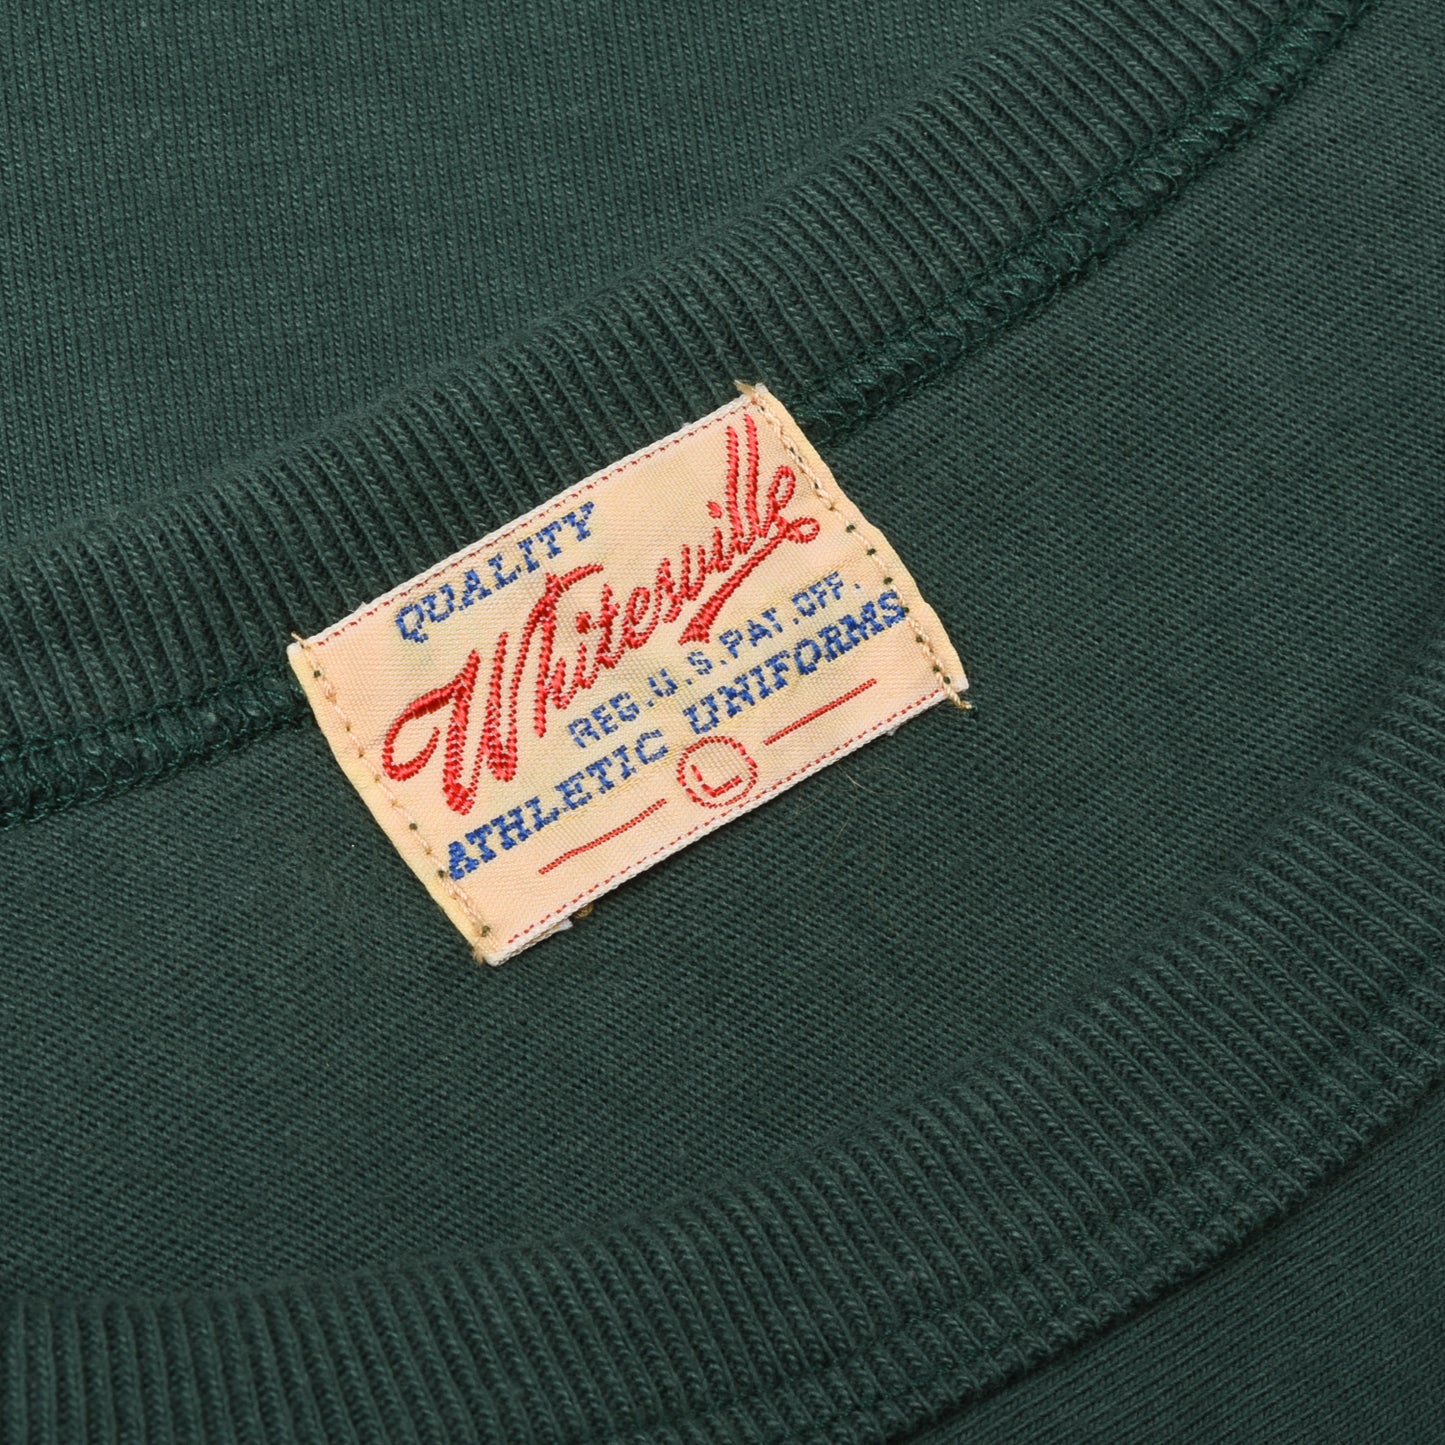 QUALITY
Whitesville
REG.U.S.PAT.OFF.
ATHLETIC UNIFORMS
L